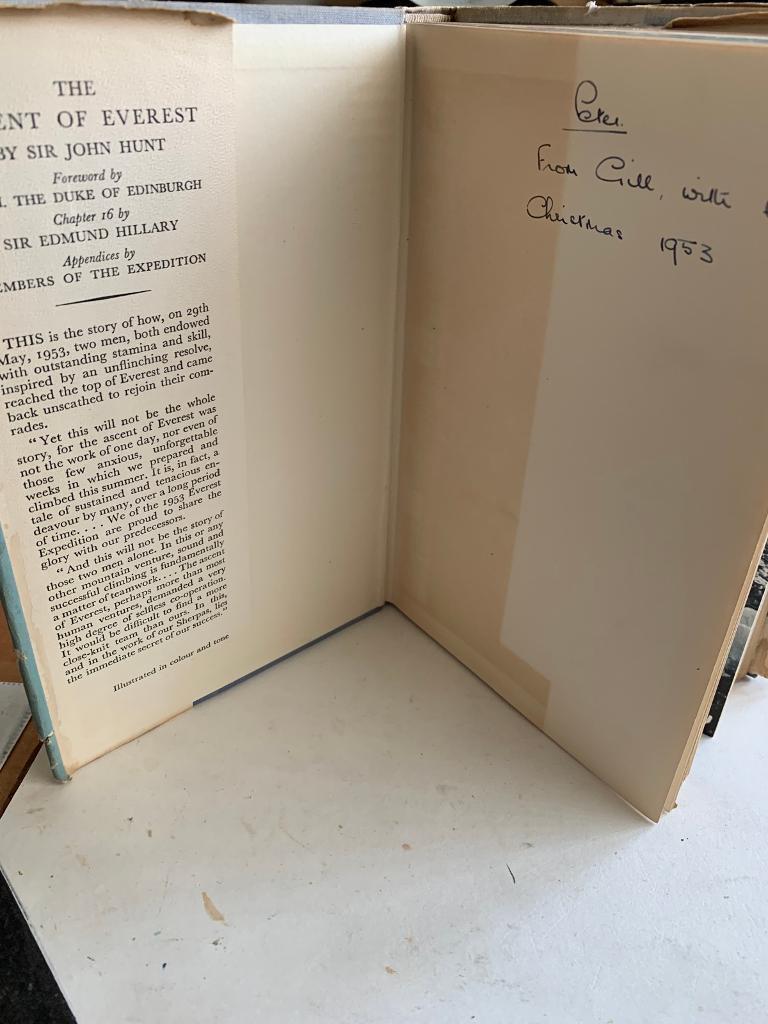 THE
ENT OF EVEREST
BY SIR JOHN HUNT
Foreword by
THE DUKE OF EDINBURGH
Chapter 16 by
SIR EDMUND HILLARY
Appendices by
EMBERS OF THE EXPEDITION
THIS is the story of how, on 29th
May, 1953, two men, both endowed
with outstanding stamina and skill,
inspired by an unflinching resolve,
reached the top of Everest and came
back unscathed to rejoin their com-
rades.
“Yet this will not be the whole
story, for the ascent of Everest was
not the work of one day, nor even of
those few anxious, unforgettable
weeks in which we prepared and
climbed this summer. It is, in fact, a
tale of sustained and tenacious en-
deavour by many, over a long period
of time. . . . We of the 1953 Everest
Expedition are proud to share the
glory with our predecessors.
“And this will not be the story of
those two men alone. In this or any
other mountain venture, sound and
successful climbing is fundamentally
a matter of teamwork. . . . The ascent
of Everest, perhaps more than most
human ventures, demanded a very
high degree of selfless co-operation.
It would be difficult to find a more
close-knit team than ours. In this,
and in the work of our Sherpas, lies
the immediate secret of our success.”
Illustrated in colour and tone
Peter.
From Gill, with
Christmas 1953